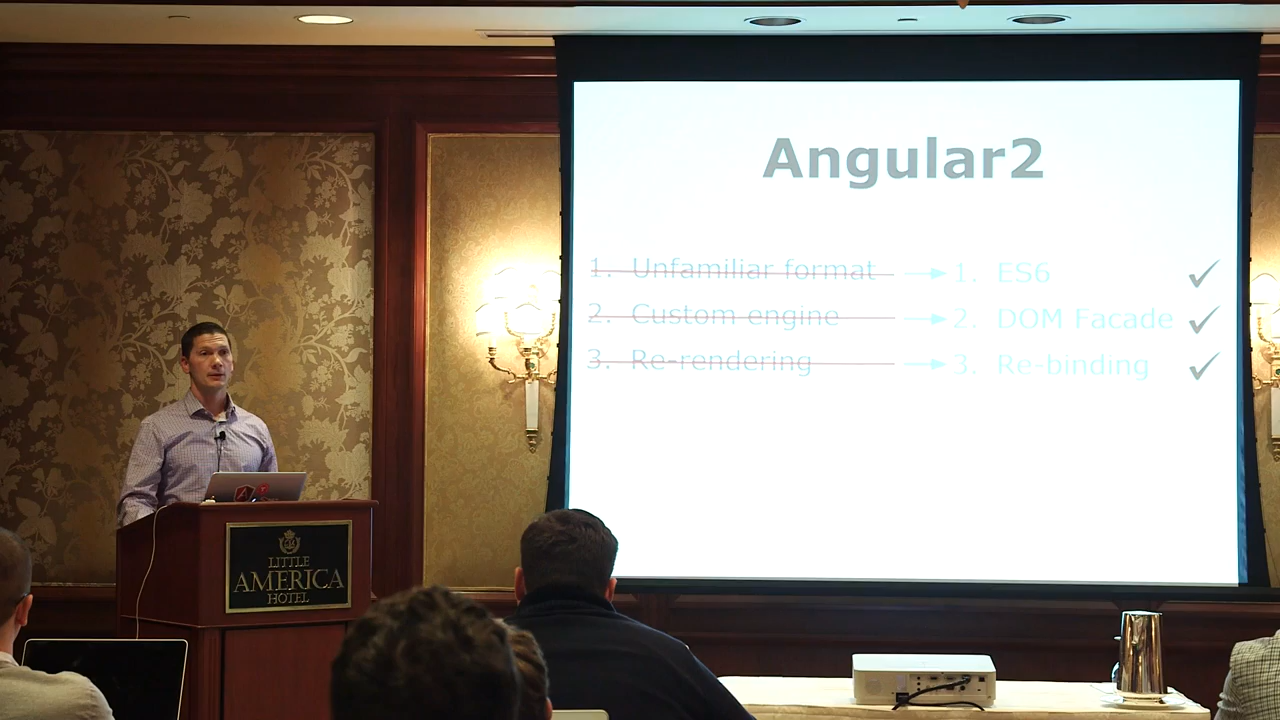 Angular2
1. Unfamiliar format 1. ES6 ✓
2. Custom engine 2. DOM Facade ✓
3. Re-rendering 3. Re-binding ✓
LITTLE
AMERICA
HOTEL